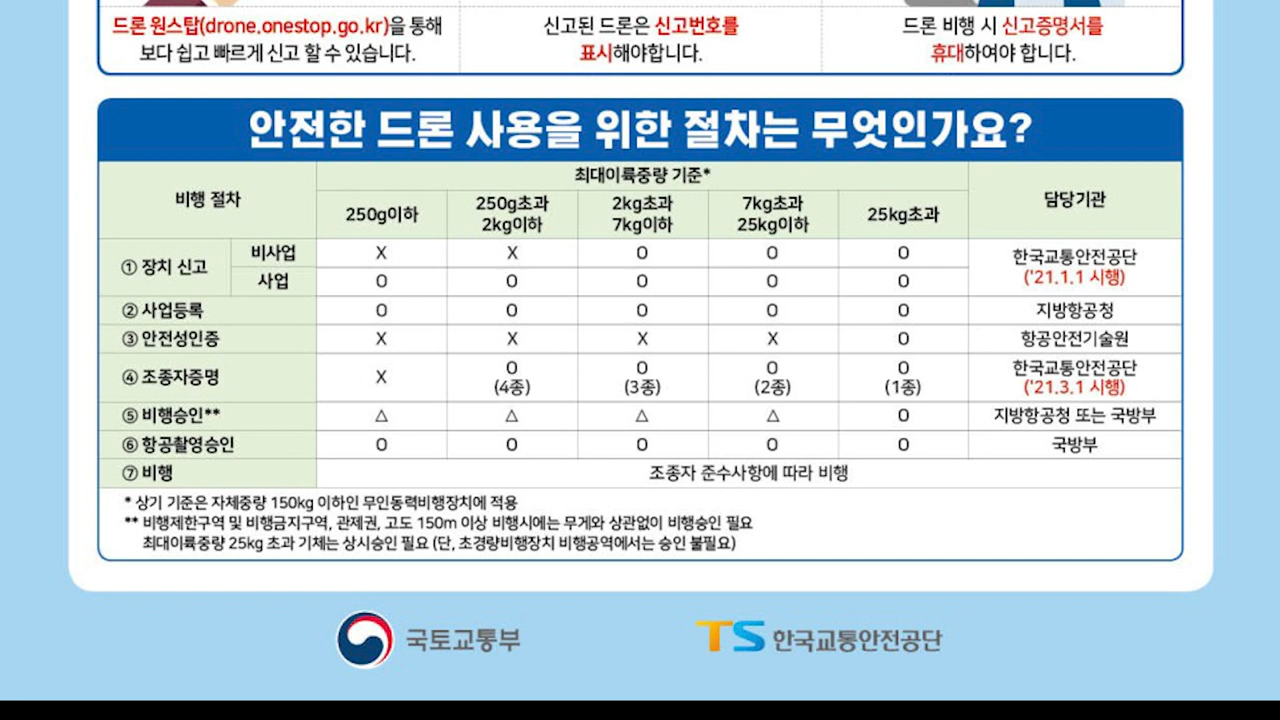 드론 원스탑(drone.onestop.go.kr)을 통해
보다 쉽고 빠르게 신고 할 수 있습니다.
신고된 드론은 신고번호를
표시해야합니다.
드론 비행 시 신고증명서를
휴대하여야 합니다.
안전한 드론 사용을 위한 절차는 무엇인가요?
비행 절차 최대이륙중량 기준* 담당기관
250g이하 250g초과 2kg이하 2kg초과 7kg이하 7kg초과 25kg이하 25kg초과
① 장치 신고 비사업 X X O O O 한국교통안전공단
사업 O O O O O ('21.1.1 시행)
② 사업등록 O O O O O 지방항공청
③ 안전성인증 X X X X O 항공안전기술원
④ 조종자증명 X O (4종) O (3종) O (2종) O (1종) 한국교통안전공단 ('21.3.1 시행)
⑤ 비행승인** △ △ △ △ O 지방항공청 또는 국방부
⑥ 항공촬영승인 O O O O O 국방부
⑦ 비행 조종자 준수사항에 따라 비행
* 상기 기준은 자체중량 150kg 이하인 무인동력비행장치에 적용
** 비행제한구역 및 비행금지구역, 관제권, 고도 150m 이상 비행시에는 무게와 상관없이 비행승인 필요
최대이륙중량 25kg 초과 기체는 상시승인 필요 (단, 초경량비행장치 비행공역에서는 승인 불필요)
국토교통부
TS 한국교통안전공단